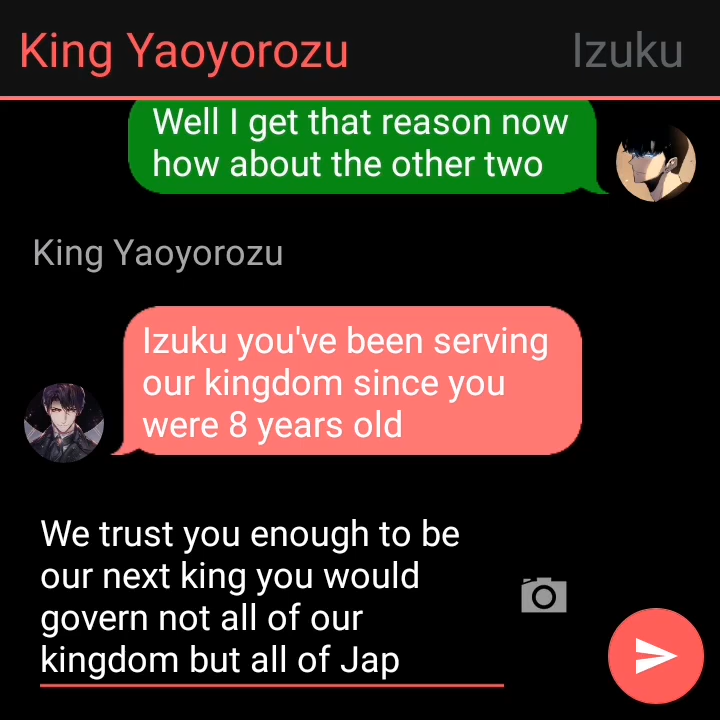 King Yaoyorozu
Izuku
Well I get that reason now
how about the other two
King Yaoyorozu
Izuku you've been serving
our kingdom since you
were 8 years old
We trust you enough to be
our next king you would
govern not all of our
kingdom but all of Jap